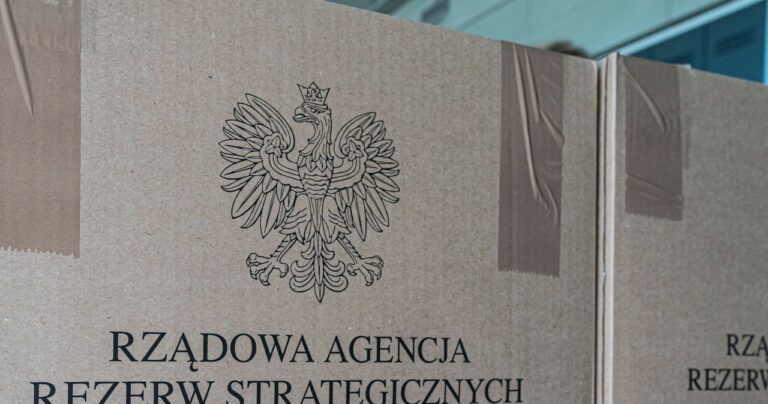 RZĄDOWA AGENCJA
REZERW STRATEGICZNYCH
RZĄ
REZERW